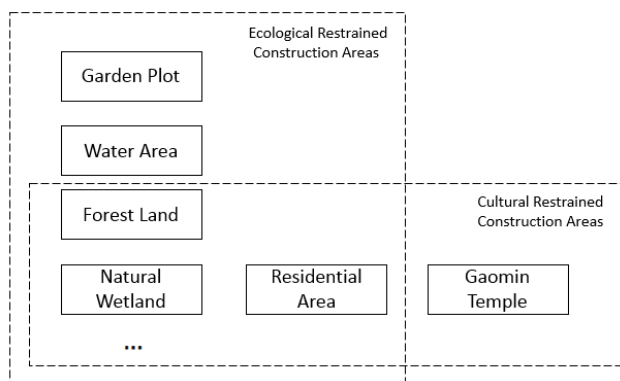 Ecological Restrained
Construction Areas
Garden Plot
Water Area
Forest Land
Cultural Restrained
Construction Areas
Natural
Wetland
Residential
Area
Gaomin
Temple
...